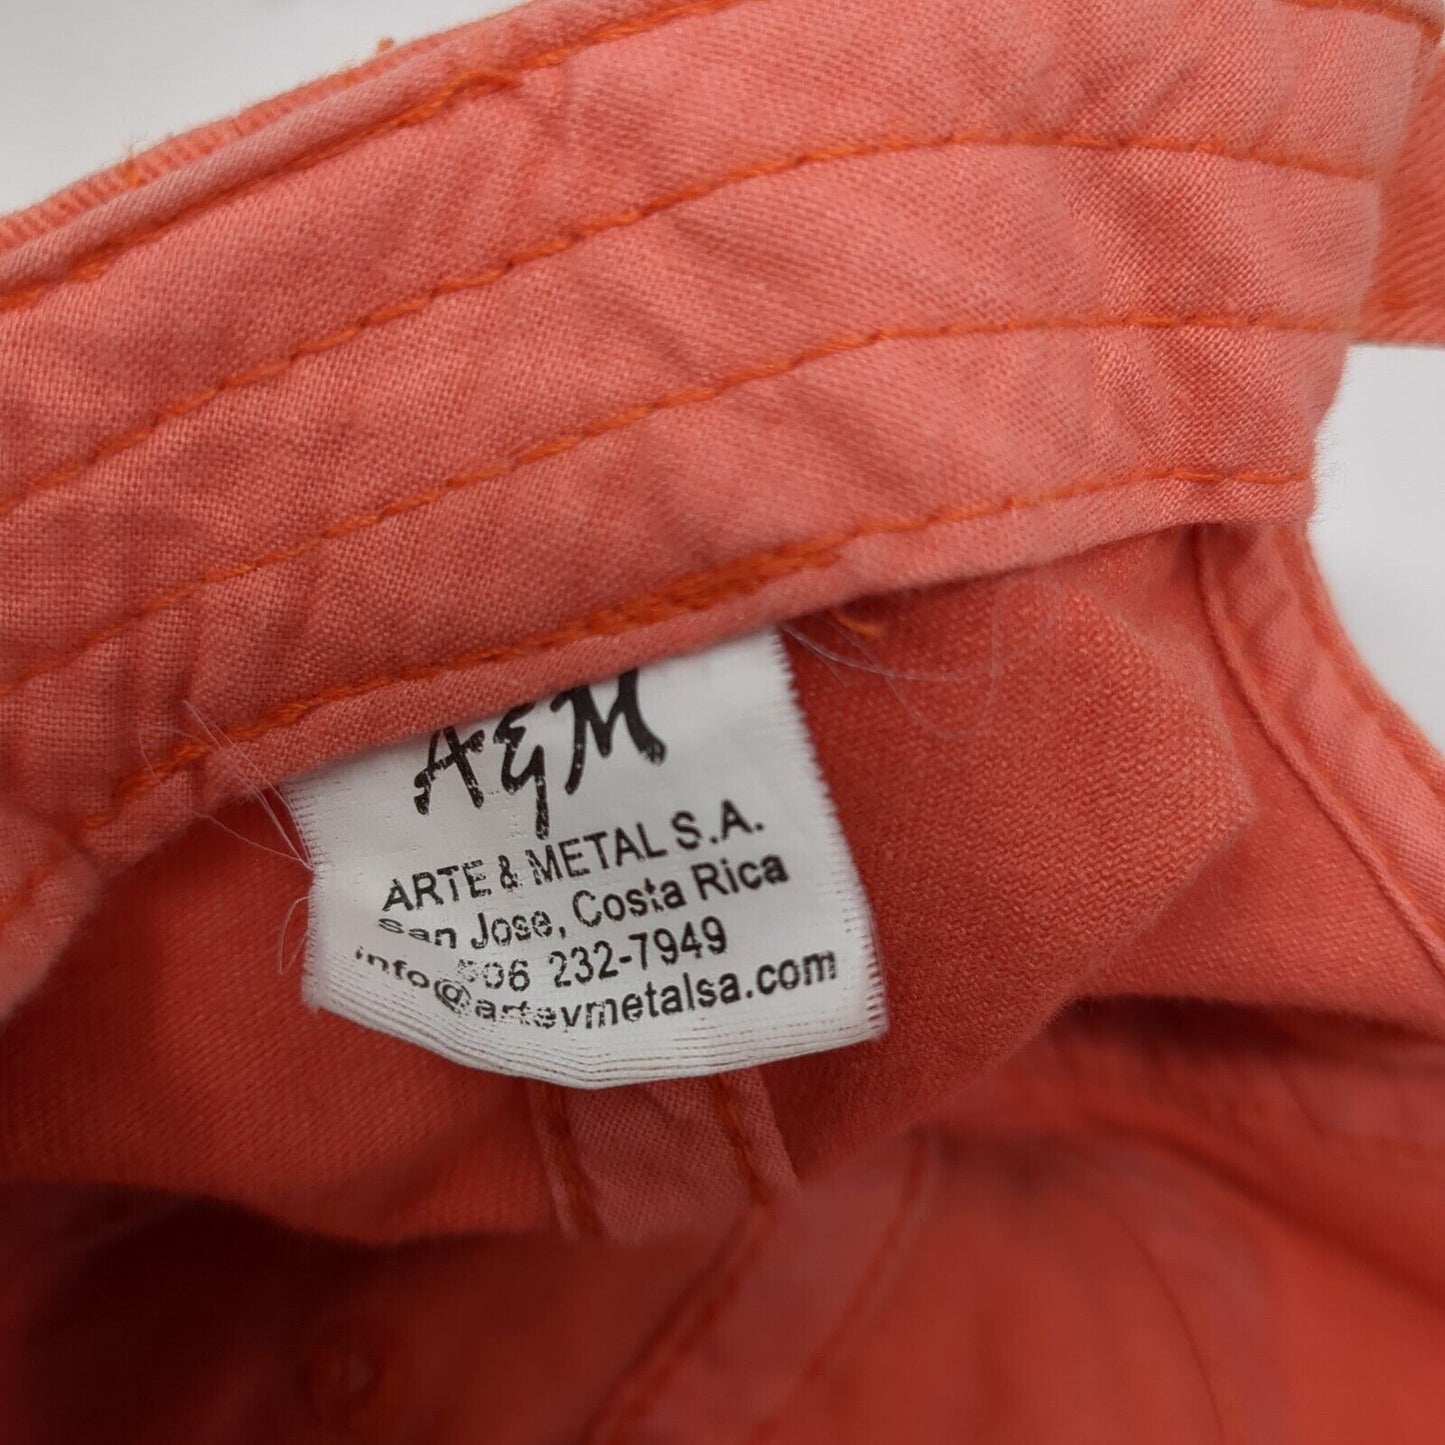 A&M
ARTE & METAL S.A.
San Jose, Costa Rica
506 232-7949
info@arteymetalsa.com